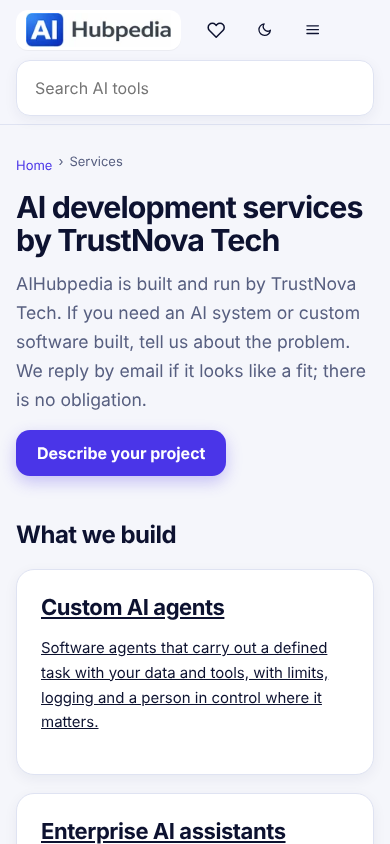 AI Hubpedia
Search AI tools
Home › Services
AI development services
by TrustNova Tech
AIHubpedia is built and run by TrustNova
Tech. If you need an AI system or custom
software built, tell us about the problem.
We reply by email if it looks like a fit; there
is no obligation.
Describe your project
What we build
Custom AI agents
Software agents that carry out a defined
task with your data and tools, with limits,
logging and a person in control where it
matters.
Enterprise AI assistants